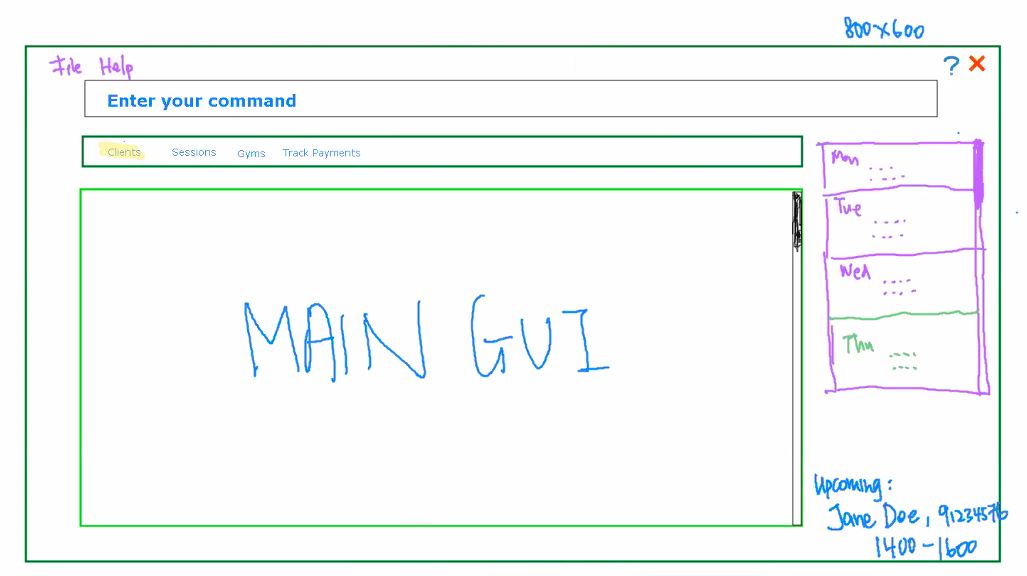 800x600
File Help
? X
Enter your command
Clients Sessions Gyms Track Payments
Mon
Tue
Wed
Thu
MAIN GUI
Upcoming:
Jane Doe, 91234576
1400-1600